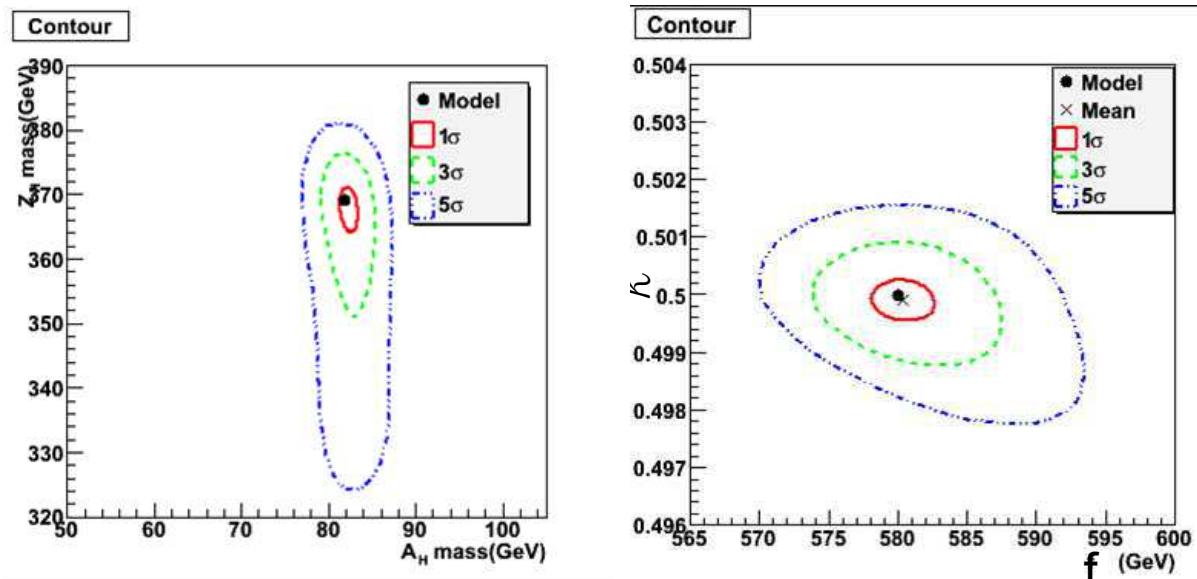 Contour
Z_H mass(GeV)
390
380
370
360
350
340
330
320
50
60
70
80
90
100
A_H mass(GeV)
Model
1σ
3σ
5σ
Contour
κ
0.504
0.503
0.502
0.501
0.5
0.499
0.498
0.497
0.496
565
570
575
580
585
590
595
600
f (GeV)
Model
Mean
1σ
3σ
5σ